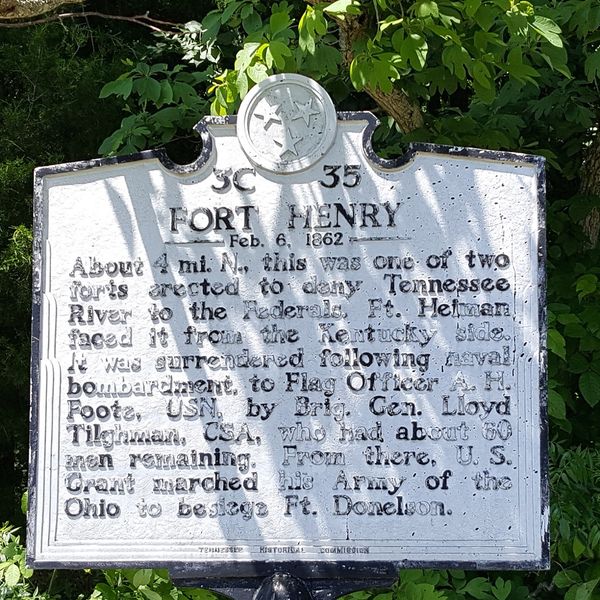 3C 35
FORT HENRY
Feb. 6, 1862
About 4 mi. N., this was one of two
forts erected to deny Tennessee
River to the Federals. Ft. Heiman
faced it from the Kentucky side.
It was surrendered following naval
bombardment, to Flag Officer A. H.
Foote, USN, by Brig. Gen. Lloyd
Tilghman, CSA, who had about 60
men remaining. From there, U. S.
Grant marched his Army of the
Ohio to besiege Ft. Donelson.
TENNESSEE HISTORICAL COMMISSION